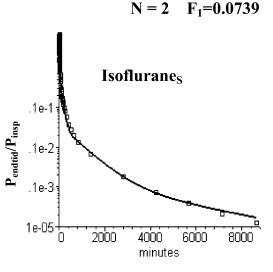 N = 2 F1=0.0739
IsofluraneS
Pendtid/Pinsp
.1e-1
.1e-2
.1e-3
1e-05
0 2000 4000 6000 8000
minutes